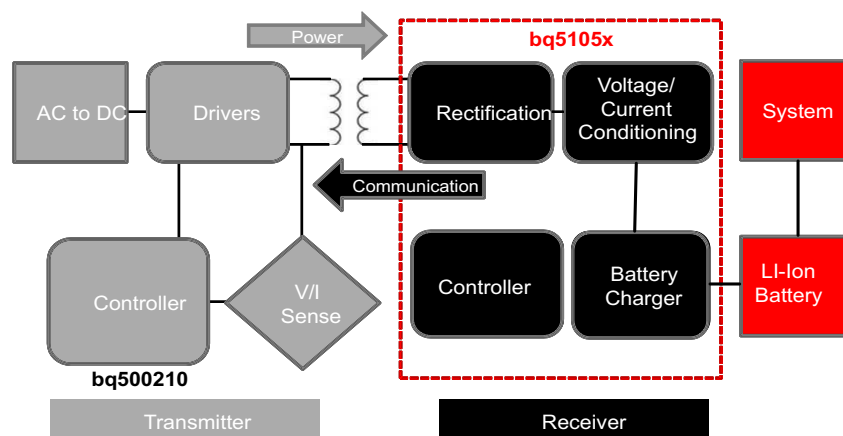 Power
bq5105x
AC to DC
Drivers
Rectification
Voltage/
Current
Conditioning
System
Communication
Controller
V/I
Sense
Controller
Battery
Charger
LI-Ion
Battery
bq500210
Transmitter
Receiver